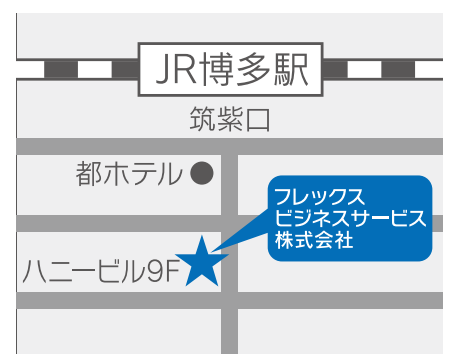 JR博多駅
筑紫口
都ホテル
フレックス
ビジネスサービス
株式会社
ハニービル9F